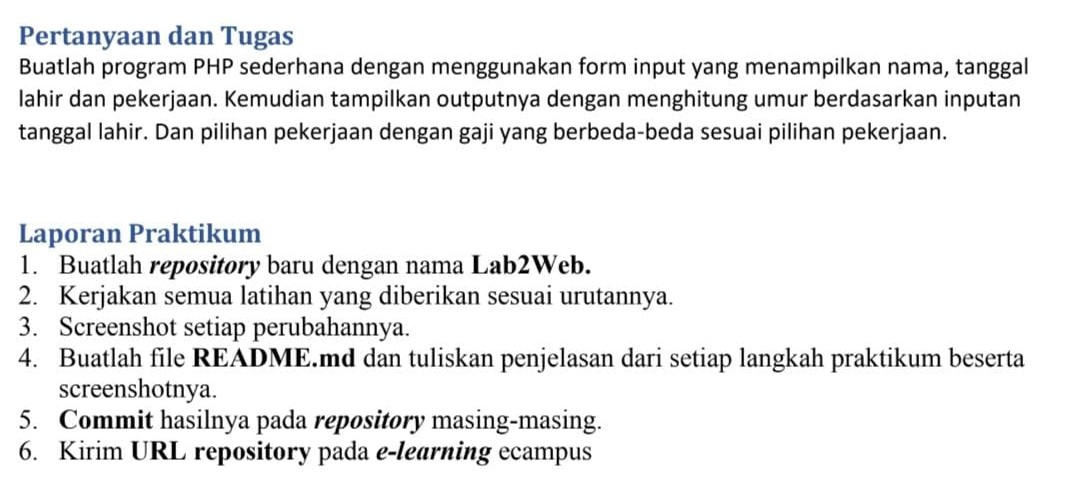 Pertanyaan dan Tugas
Buatlah program PHP sederhana dengan menggunakan form input yang menampilkan nama, tanggal
lahir dan pekerjaan. Kemudian tampilkan outputnya dengan menghitung umur berdasarkan inputan
tanggal lahir. Dan pilihan pekerjaan dengan gaji yang berbeda-beda sesuai pilihan pekerjaan.
Laporan Praktikum
1. Buatlah repository baru dengan nama Lab2Web.
2. Kerjakan semua latihan yang diberikan sesuai urutannya.
3. Screenshot setiap perubahannya.
4. Buatlah file README.md dan tuliskan penjelasan dari setiap langkah praktikum beserta
screenshotnya.
5. Commit hasilnya pada repository masing-masing.
6. Kirim URL repository pada e-learning ecampus